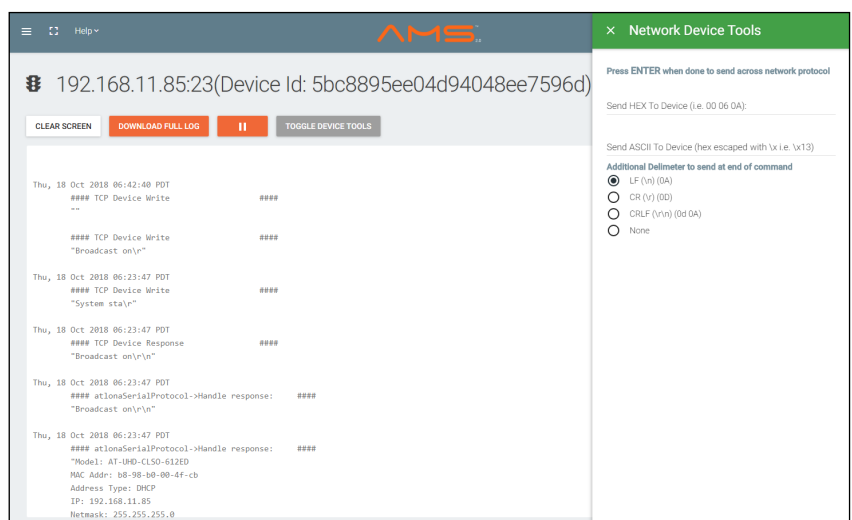 Help
AMS
192.168.11.85:23(Device Id: 5bc8895ee04d94048ee7596d)
CLEAR SCREEN
DOWNLOAD FULL LOG
TOGGLE DEVICE TOOLS
Thu, 18 Oct 2018 06:42:40 PDT
#### TCP Device Write ####
""
#### TCP Device Write ####
"Broadcast on\r"
Thu, 18 Oct 2018 06:23:47 PDT
#### TCP Device Write ####
"System sta\r"
Thu, 18 Oct 2018 06:23:47 PDT
#### TCP Device Response ####
"Broadcast on\r\n"
Thu, 18 Oct 2018 06:23:47 PDT
#### atlonaSerialProtocol->Handle response: ####
"Broadcast on\r\n"
Thu, 18 Oct 2018 06:23:47 PDT
#### atlonaSerialProtocol->Handle response: ####
"Model: AT-UHD-CLSO-612ED
MAC Addr: b8-98-b0-00-4f-cb
Address Type: DHCP
IP: 192.168.11.85
Netmask: 255.255.255.0
× Network Device Tools
Press ENTER when done to send across network protocol
Send HEX To Device (i.e. 00 06 0A):
Send ASCII To Device (hex escaped with \x i.e. \x13)
Additional Delimeter to send at end of command
LF (\n) (0A)
CR (\r) (0D)
CRLF (\r\n) (0d 0A)
None